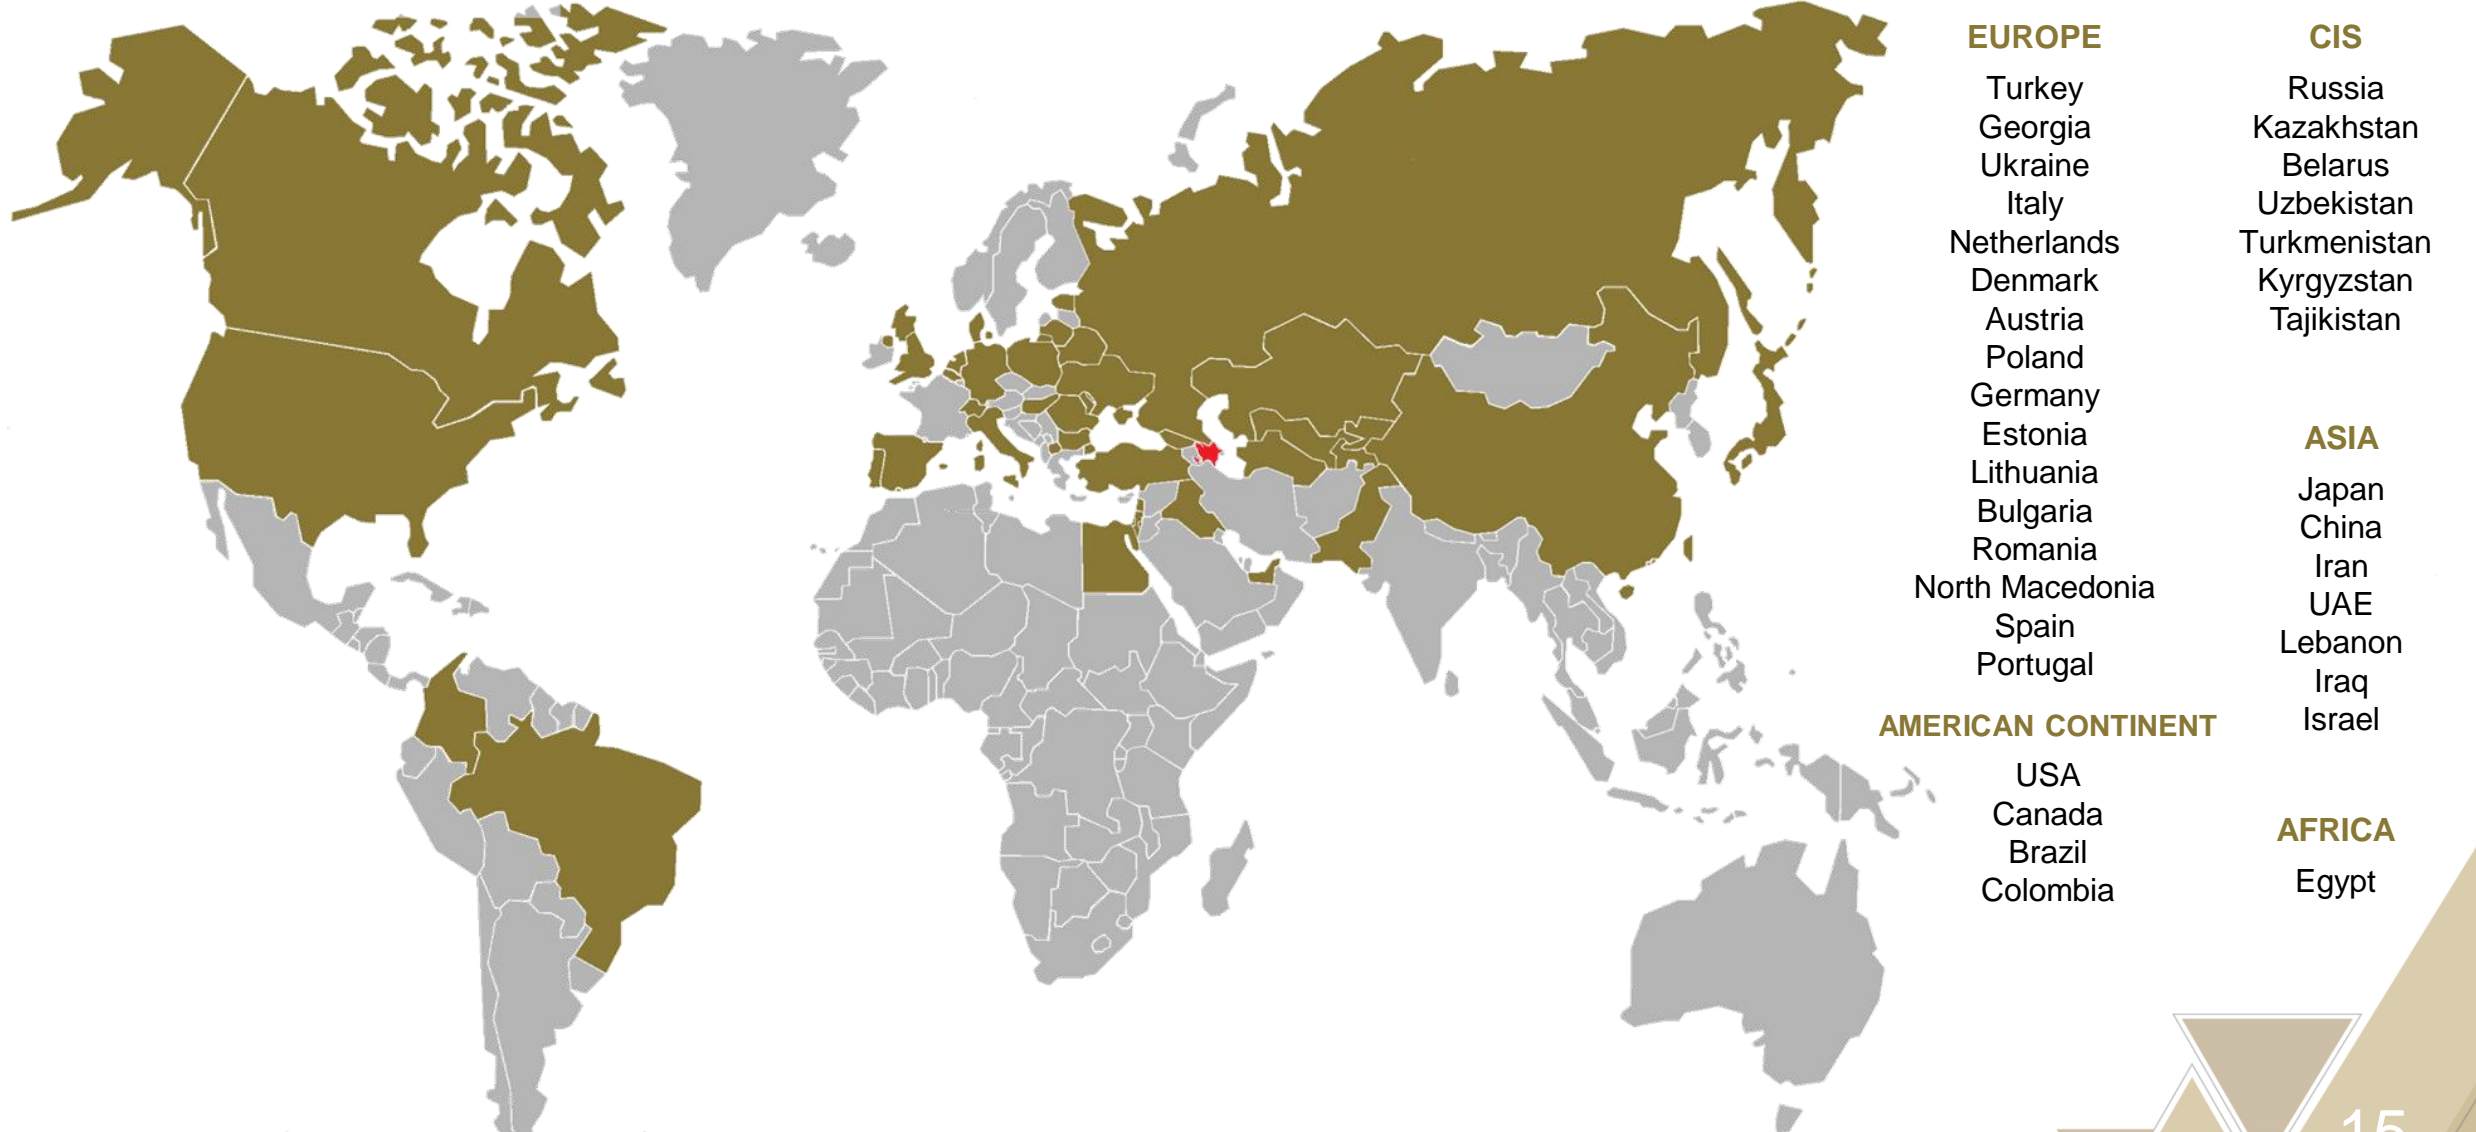 EUROPE
Turkey
Georgia
Ukraine
Italy
Netherlands
Denmark
Austria
Poland
Germany
Estonia
Lithuania
Bulgaria
Romania
North Macedonia
Spain
Portugal
AMERICAN CONTINENT
USA
Canada
Brazil
Colombia
CIS
Russia
Kazakhstan
Belarus
Uzbekistan
Turkmenistan
Kyrgyzstan
Tajikistan
ASIA
Japan
China
Iran
UAE
Lebanon
Iraq
Israel
AFRICA
Egypt
15